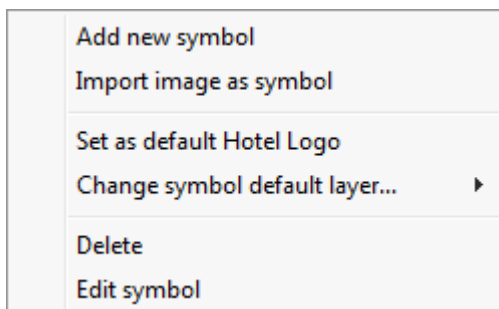 Add new symbol
Import image as symbol
Set as default Hotel Logo
Change symbol default layer...
Delete
Edit symbol